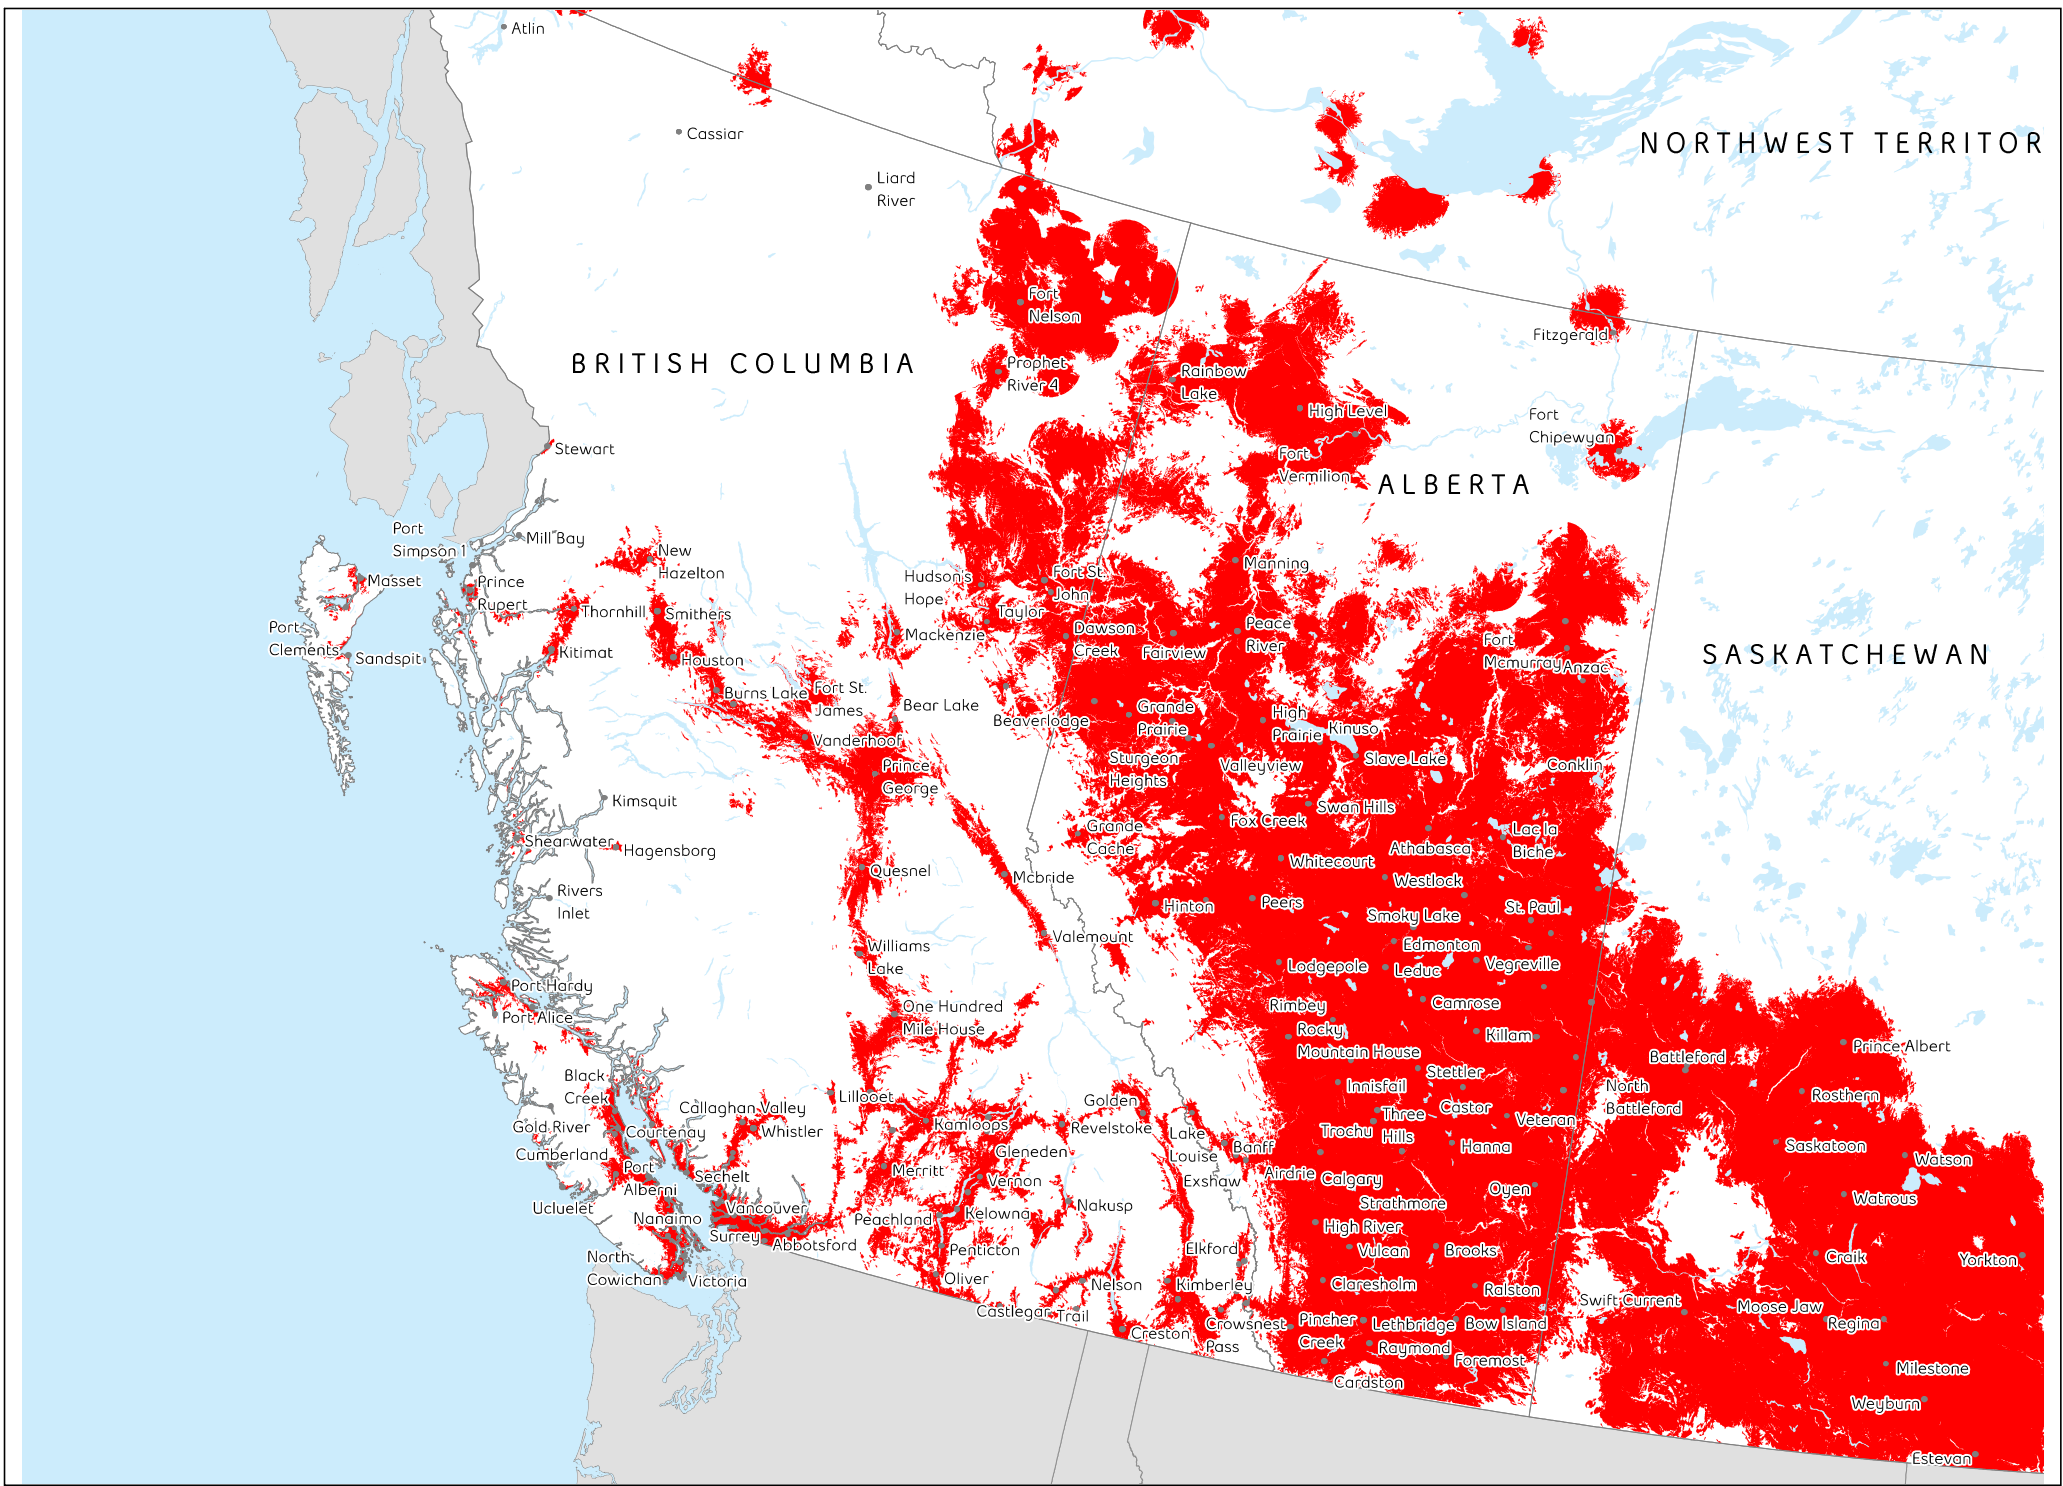 Atlin
Cassiar
Liard
River
NORTHWEST TERRITOR
Fort
Nelson
BRITISH COLUMBIA
Prophet
River 4
Rainbow
Lake
High Level
Fitzgerald
Fort
Chipewyan
Stewart
Fort
Vermilion
ALBERTA
Port
Simpson 1
Mill Bay
New
Hazelton
Masset
Prince
Rupert
Thornhill
Smithers
Hudson's
Hope
Fort St.
John
Taylor
Manning
Port
Clements
Sandspit
Kitimat
Houston
Mackenzie
Dawson
Creek
Fairview
Peace
River
Fort
Mcmurray
Anzac
SASKATCHEWAN
Burns Lake
Fort St.
James
Bear Lake
Beaverlodge
Grande
Prairie
High
Prairie
Kinuso
Vanderhoof
Prince
George
Sturgeon
Heights
Valleyview
Slave Lake
Conklin
Kimsquit
Swan Hills
Fox Creek
Grande
Cache
Shearwater
Hagensborg
Athabasca
Lac la
Biche
Whitecourt
Quesnel
Mcbride
Westlock
Rivers
Inlet
Hinton
Peers
Smoky Lake
St. Paul
Williams
Lake
Valemount
Edmonton
Lodgepole
Leduc
Vegreville
Port Hardy
Port Alice
One Hundred
Mile House
Rimbey
Camrose
Rocky
Mountain House
Killam
Prince Albert
Battleford
Black
Creek
Stettler
Innisfail
North
Battleford
Rosthern
Callaghan Valley
Lillooet
Golden
Castor
Three
Hills
Veteran
Gold River
Courtenay
Whistler
Kamloops
Revelstoke
Lake
Louise
Trochu
Banff
Hanna
Saskatoon
Watson
Cumberland
Port
Alberni
Sechelt
Merritt
Gleneden
Vernon
Exshaw
Airdrie
Calgary
Oyen
Watrous
Ucluelet
Nanaimo
Vancouver
Peachland
Kelowna
Nakusp
Strathmore
High River
Surrey
Abbotsford
Penticton
Elkford
Vulcan
Brooks
Craik
Yorkton
North
Cowichan
Victoria
Oliver
Nelson
Kimberley
Claresholm
Ralston
Swift Current
Moose Jaw
Regina
Castlegar
Trail
Creston
Crowsnest
Pass
Pincher
Creek
Lethbridge
Bow Island
Raymond
Foremost
Cardston
Milestone
Weyburn
Estevan